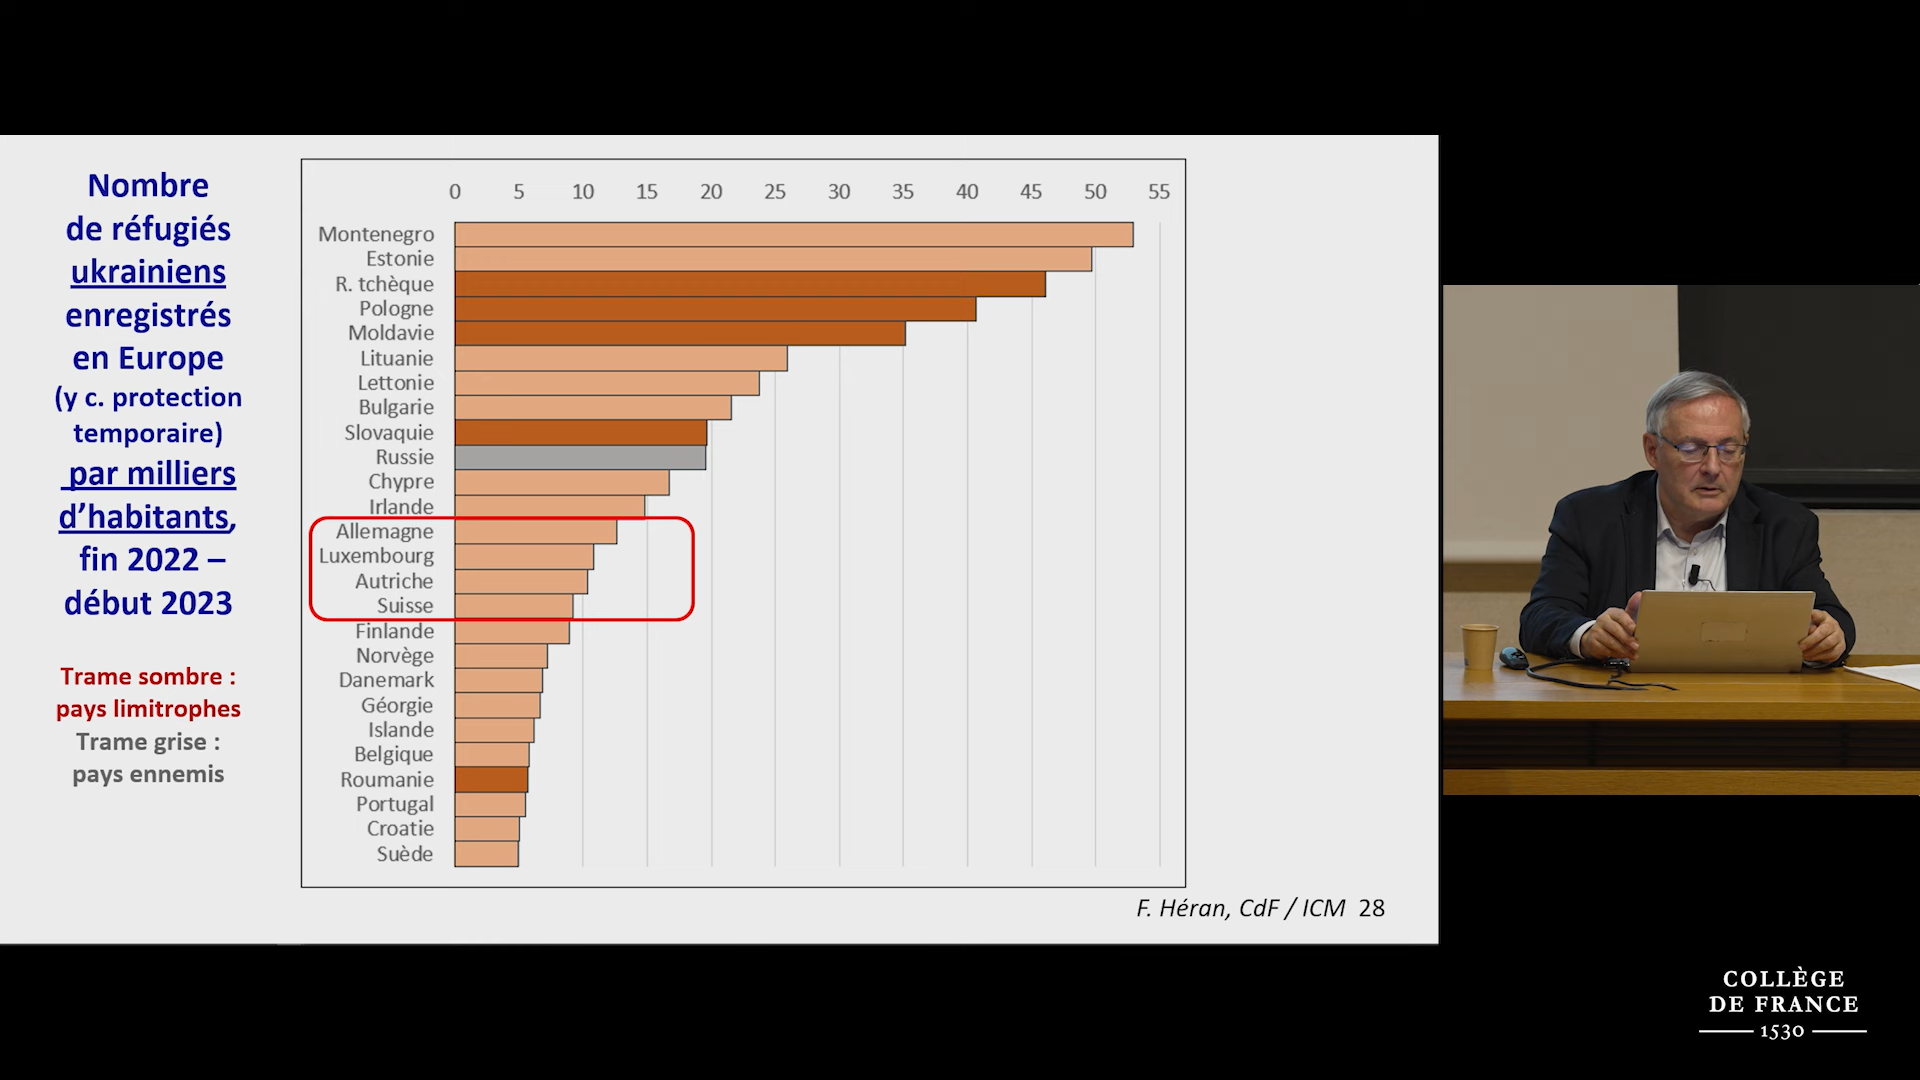 Nombre
de réfugiés
ukrainiens
enregistrés
en Europe
(y c. protection
temporaire)
par milliers
d’habitants,
fin 2022 –
début 2023
Trame sombre :
pays limitrophes
Trame grise :
pays ennemis
0 5 10 15 20 25 30 35 40 45 50 55
Montenegro
Estonie
R. tchèque
Pologne
Moldavie
Lituanie
Lettonie
Bulgarie
Slovaquie
Russie
Chypre
Irlande
Allemagne
Luxembourg
Autriche
Suisse
Finlande
Norvège
Danemark
Géorgie
Islande
Belgique
Roumanie
Portugal
Croatie
Suède
F. Héran, CdF / ICM 28
COLLÈGE
DE FRANCE
1530